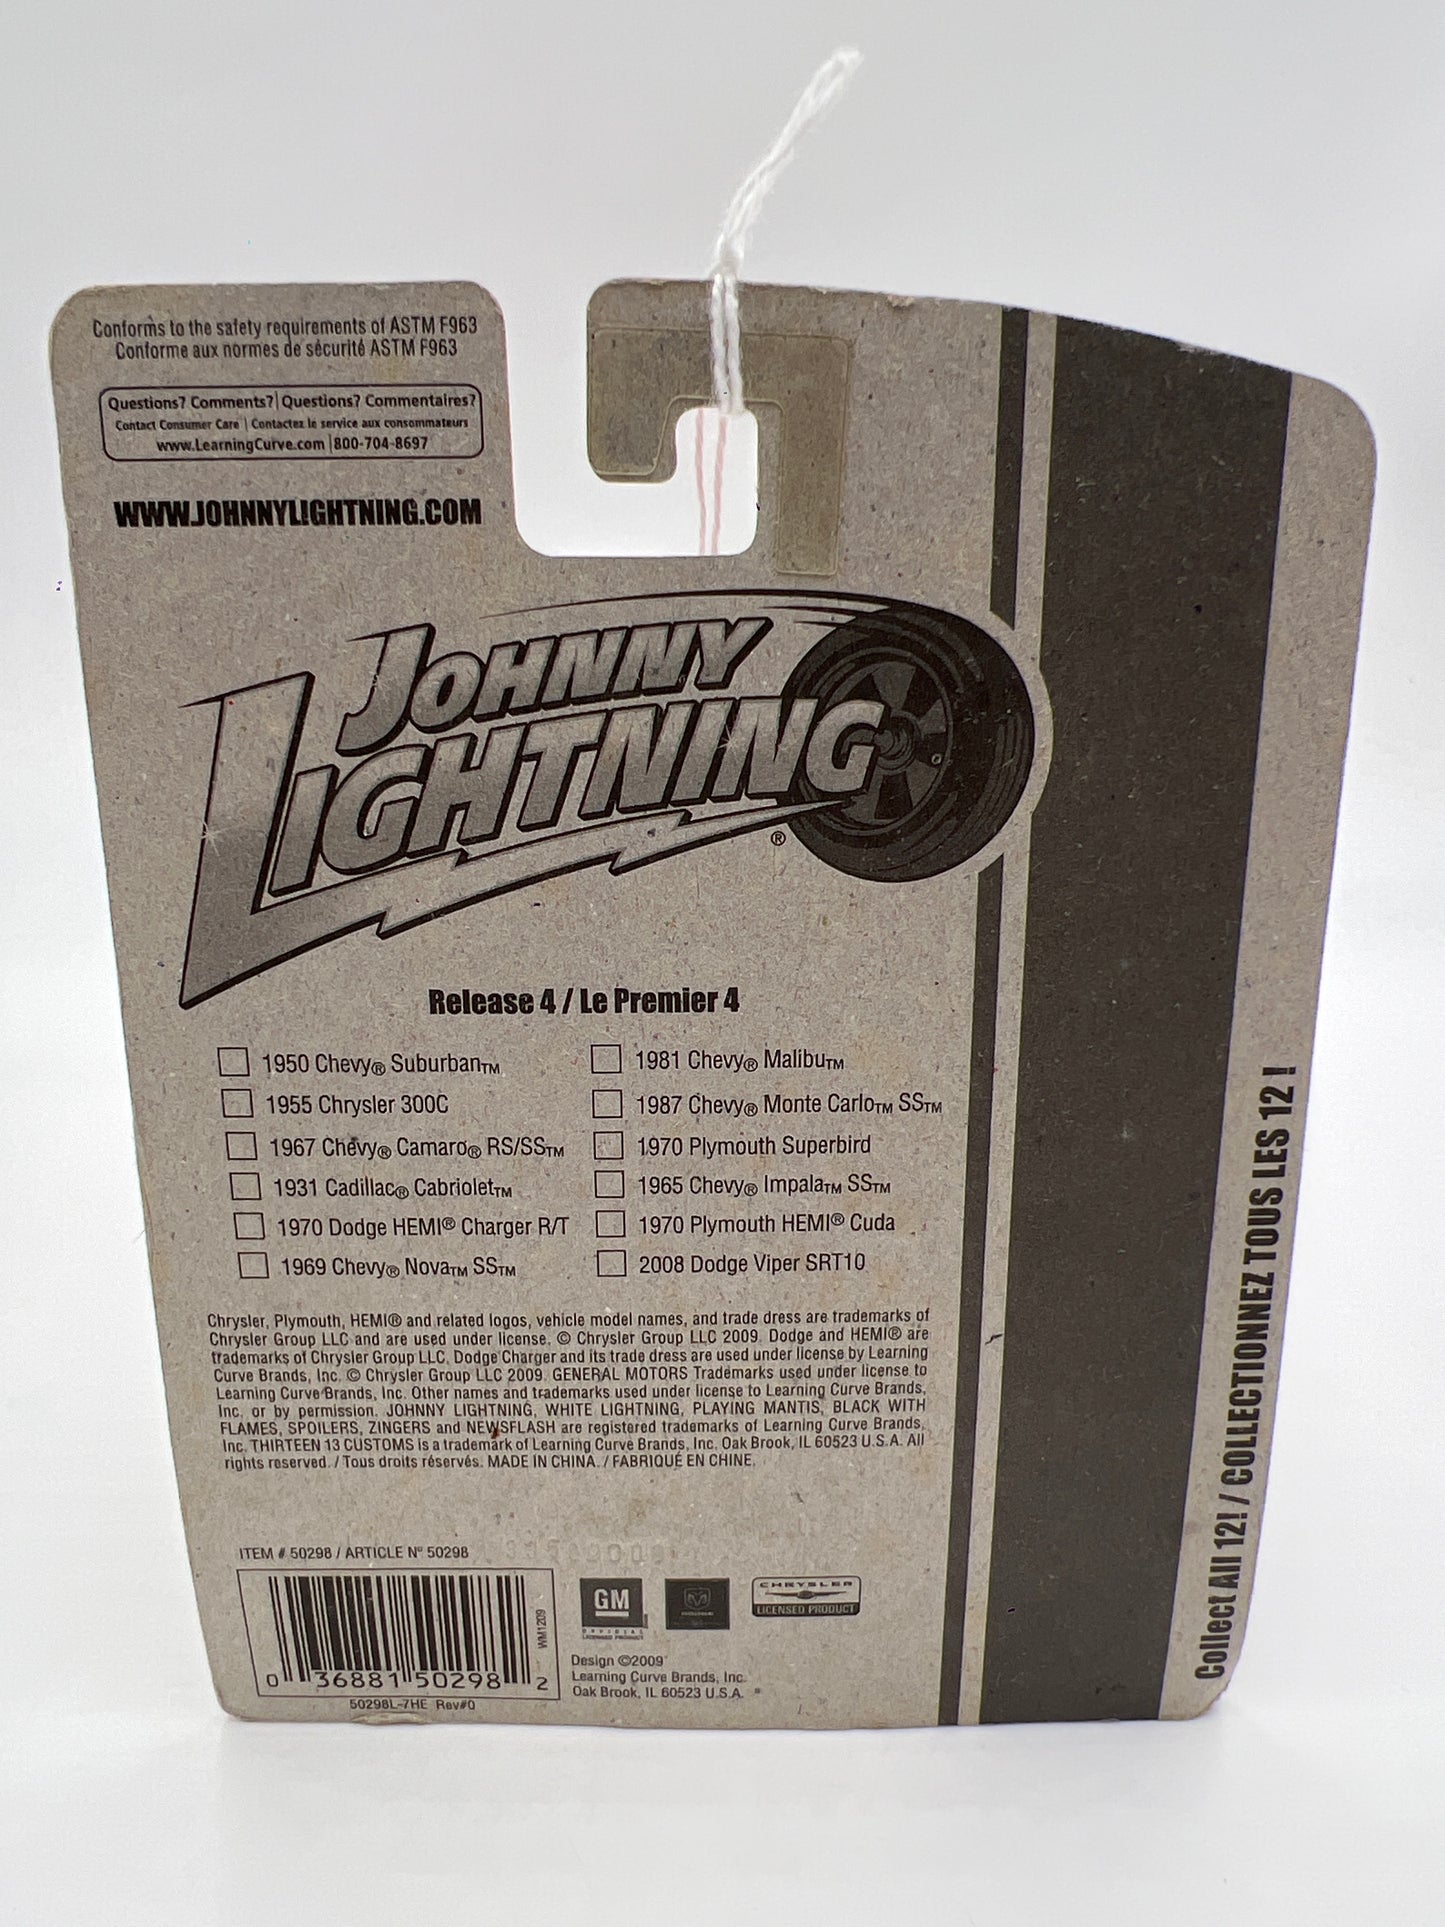 Conforms to the safety requirements of ASTM F963
Conforme aux normes de sécurité ASTM F963
Questions? Comments? | Questions? Commentaires?
Contact Consumer Care | Contactez le service aux consommateurs
www.LearningCurve.com | 800-704-8697
WWW.JOHNNYLIGHTNING.COM
JOHNNY
LIGHTNING
®
Release 4 / Le Premier 4
1950 Chevy® Suburban™
1955 Chrysler 300C
1967 Chevy® Camaro® RS/SS™
1931 Cadillac® Cabriolet™
1970 Dodge HEMI® Charger R/T
1969 Chevy® Nova™ SS™
1981 Chevy® Malibu™
1987 Chevy® Monte Carlo™ SS™
1970 Plymouth Superbird
1965 Chevy® Impala™ SS™
1970 Plymouth HEMI® Cuda
2008 Dodge Viper SRT10
Chrysler, Plymouth, HEMI® and related logos, vehicle model names, and trade dress are trademarks of
Chrysler Group LLC and are used under license. © Chrysler Group LLC 2009. Dodge and HEMI® are
trademarks of Chrysler Group LLC. Dodge Charger and its trade dress are used under license by Learning
Curve Brands, Inc. © Chrysler Group LLC 2009. GENERAL MOTORS Trademarks used under license to
Learning Curve Brands, Inc. Other names and trademarks used under license to Learning Curve Brands,
Inc. or by permission. JOHNNY LIGHTNING, WHITE LIGHTNING, PLAYING MANTIS, BLACK WITH
FLAMES, SPOILERS, ZINGERS and NEWSFLASH are registered trademarks of Learning Curve Brands,
Inc. THIRTEEN 13 CUSTOMS is a trademark of Learning Curve Brands, Inc. Oak Brook, IL 60523 U.S.A. All
rights reserved. / Tous droits réservés. MADE IN CHINA. / FABRIQUÉ EN CHINE.
ITEM # 50298 / ARTICLE Nº 50298
0 36881 50298 2
WM1209
50298L-7HE Rev#0
GM
OFFICIAL
LICENSED PRODUCT
CHRYSLER
LICENSED PRODUCT
Design ©2009
Learning Curve Brands, Inc.
Oak Brook, IL 60523 U.S.A.
Collect All 12! / COLLECTIONNEZ TOUS LES 12 !